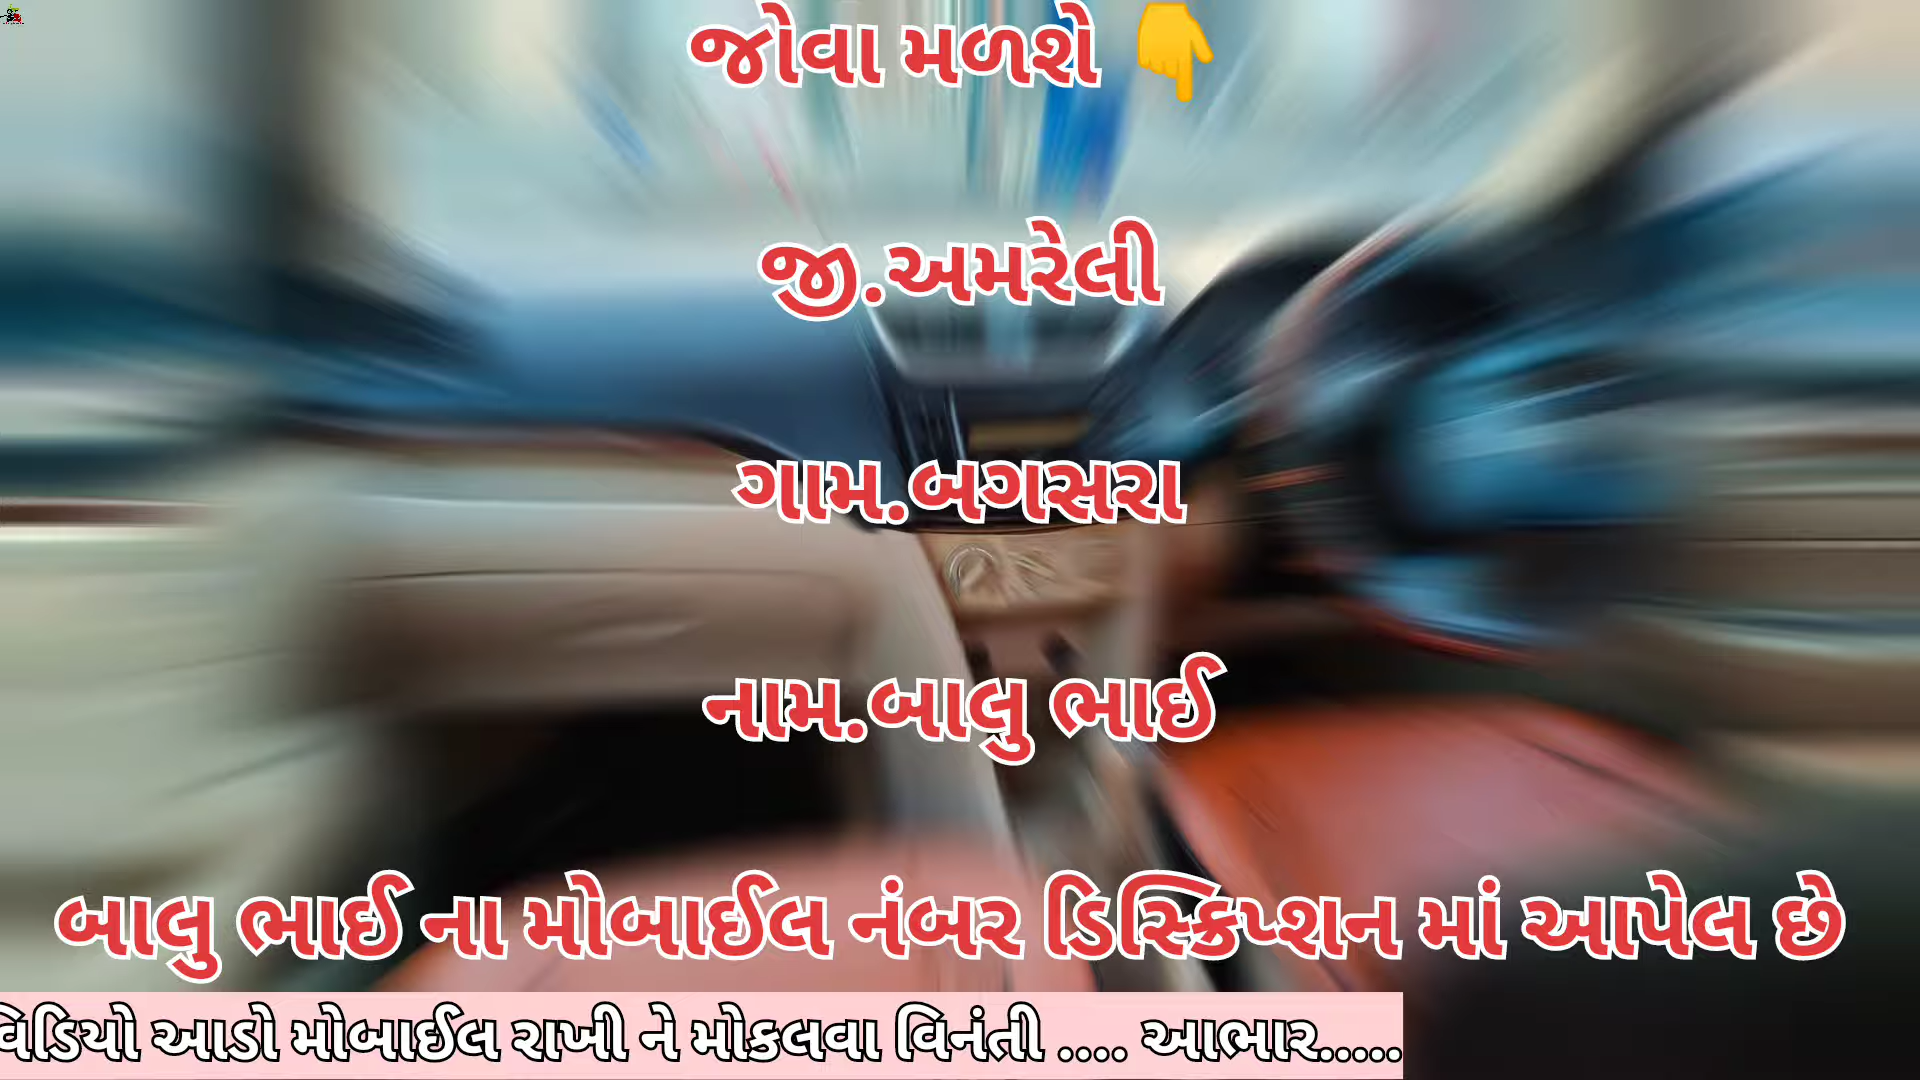 જોવા મળશે 👇
જી.અમરેલી
ગામ.બગસરા
નામ.બાલુ ભાઈ
બાલુ ભાઈ ના મોબાઈલ નંબર ડિસ્ક્રિપ્શન માં આપેલ છે
વિડિયો આડો મોબાઈલ રાખી ને મોકલવા વિનંતી .... આભાર.....